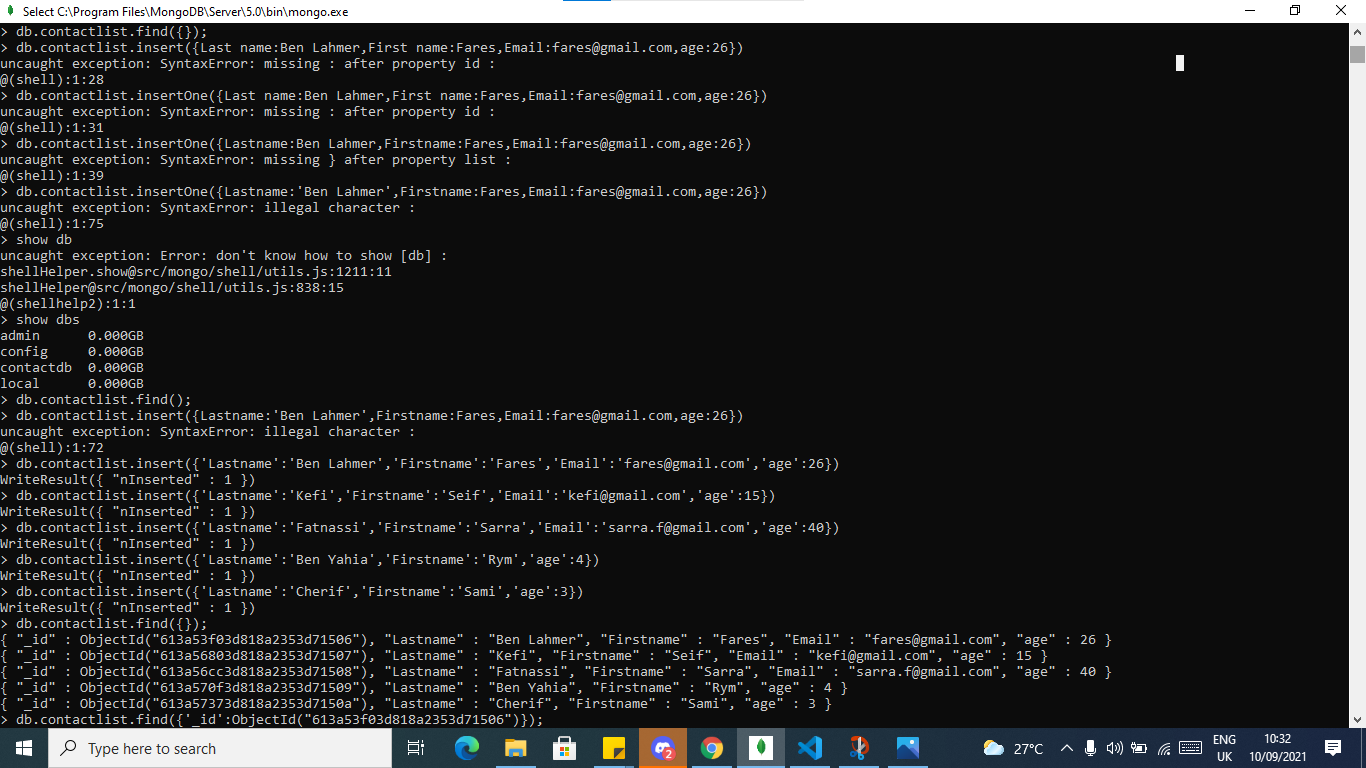 Select C:\Program Files\MongoDB\Server\5.0\bin\mongo.exe
> db.contactlist.find({});
> db.contactlist.insert({Last name:Ben Lahmer,First name:Fares,Email:fares@gmail.com,age:26})
uncaught exception: SyntaxError: missing : after property id :
@(shell):1:28
> db.contactlist.insertOne({Last name:Ben Lahmer,First name:Fares,Email:fares@gmail.com,age:26})
uncaught exception: SyntaxError: missing : after property id :
@(shell):1:31
> db.contactlist.insertOne({Lastname:Ben Lahmer,Firstname:Fares,Email:fares@gmail.com,age:26})
uncaught exception: SyntaxError: missing } after property list :
@(shell):1:39
> db.contactlist.insertOne({Lastname:'Ben Lahmer',Firstname:Fares,Email:fares@gmail.com,age:26})
uncaught exception: SyntaxError: illegal character :
@(shell):1:75
> show db
uncaught exception: Error: don't know how to show [db] :
shellHelper.show@src/mongo/shell/utils.js:1211:11
shellHelper@src/mongo/shell/utils.js:838:15
@(shellhelp2):1:1
> show dbs
admin      0.000GB
config     0.000GB
contactdb  0.000GB
local      0.000GB
> db.contactlist.find();
> db.contactlist.insert({Lastname:'Ben Lahmer',Firstname:Fares,Email:fares@gmail.com,age:26})
uncaught exception: SyntaxError: illegal character :
@(shell):1:72
> db.contactlist.insert({'Lastname':'Ben Lahmer','Firstname':'Fares','Email':'fares@gmail.com','age':26})
WriteResult({ "nInserted" : 1 })
> db.contactlist.insert({'Lastname':'Kefi','Firstname':'Seif','Email':'kefi@gmail.com','age':15})
WriteResult({ "nInserted" : 1 })
> db.contactlist.insert({'Lastname':'Fatnassi','Firstname':'Sarra','Email':'sarra.f@gmail.com','age':40})
WriteResult({ "nInserted" : 1 })
> db.contactlist.insert({'Lastname':'Ben Yahia','Firstname':'Rym','age':4})
WriteResult({ "nInserted" : 1 })
> db.contactlist.insert({'Lastname':'Cherif','Firstname':'Sami','age':3})
WriteResult({ "nInserted" : 1 })
> db.contactlist.find({});
{ "_id" : ObjectId("613a53f03d818a2353d71506"), "Lastname" : "Ben Lahmer", "Firstname" : "Fares", "Email" : "fares@gmail.com", "age" : 26 }
{ "_id" : ObjectId("613a56803d818a2353d71507"), "Lastname" : "Kefi", "Firstname" : "Seif", "Email" : "kefi@gmail.com", "age" : 15 }
{ "_id" : ObjectId("613a56cc3d818a2353d71508"), "Lastname" : "Fatnassi", "Firstname" : "Sarra", "Email" : "sarra.f@gmail.com", "age" : 40 }
{ "_id" : ObjectId("613a570f3d818a2353d71509"), "Lastname" : "Ben Yahia", "Firstname" : "Rym", "age" : 4 }
{ "_id" : ObjectId("613a57373d818a2353d7150a"), "Lastname" : "Cherif", "Firstname" : "Sami", "age" : 3 }
> db.contactlist.find({'_id':ObjectId("613a53f03d818a2353d71506")});
Type here to search
2
27°C
ENG
UK
10:32
10/09/2021